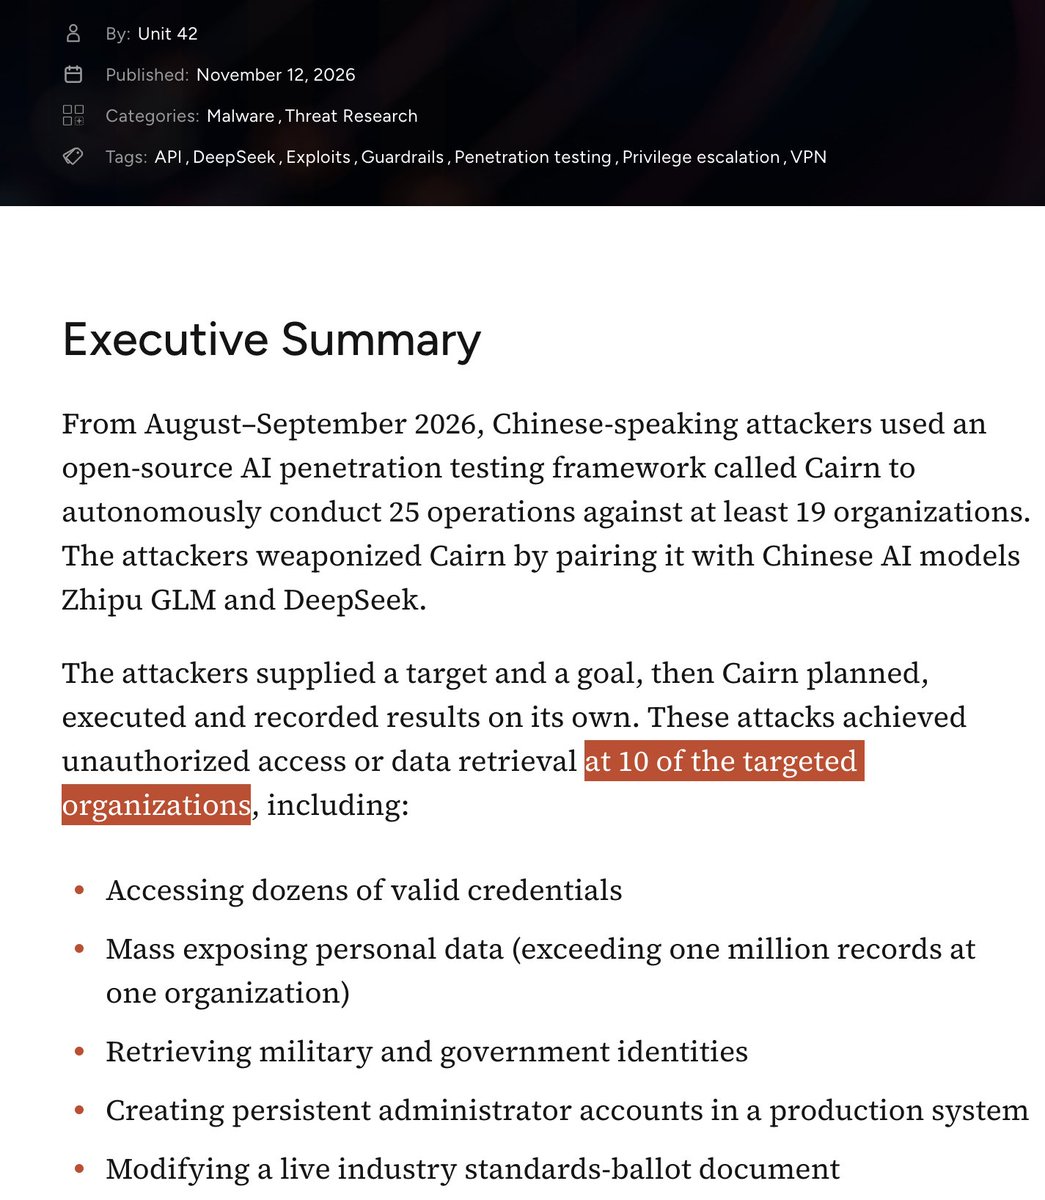 By: Unit 42
Published: November 12, 2026
Categories: Malware , Threat Research
Tags: API , DeepSeek , Exploits , Guardrails , Penetration testing , Privilege escalation , VPN
Executive Summary
From August–September 2026, Chinese-speaking attackers used an
open-source AI penetration testing framework called Cairn to
autonomously conduct 25 operations against at least 19 organizations.
The attackers weaponized Cairn by pairing it with Chinese AI models
Zhipu GLM and DeepSeek.
The attackers supplied a target and a goal, then Cairn planned,
executed and recorded results on its own. These attacks achieved
unauthorized access or data retrieval at 10 of the targeted
organizations, including:
• Accessing dozens of valid credentials
• Mass exposing personal data (exceeding one million records at
one organization)
• Retrieving military and government identities
• Creating persistent administrator accounts in a production system
• Modifying a live industry standards-ballot document